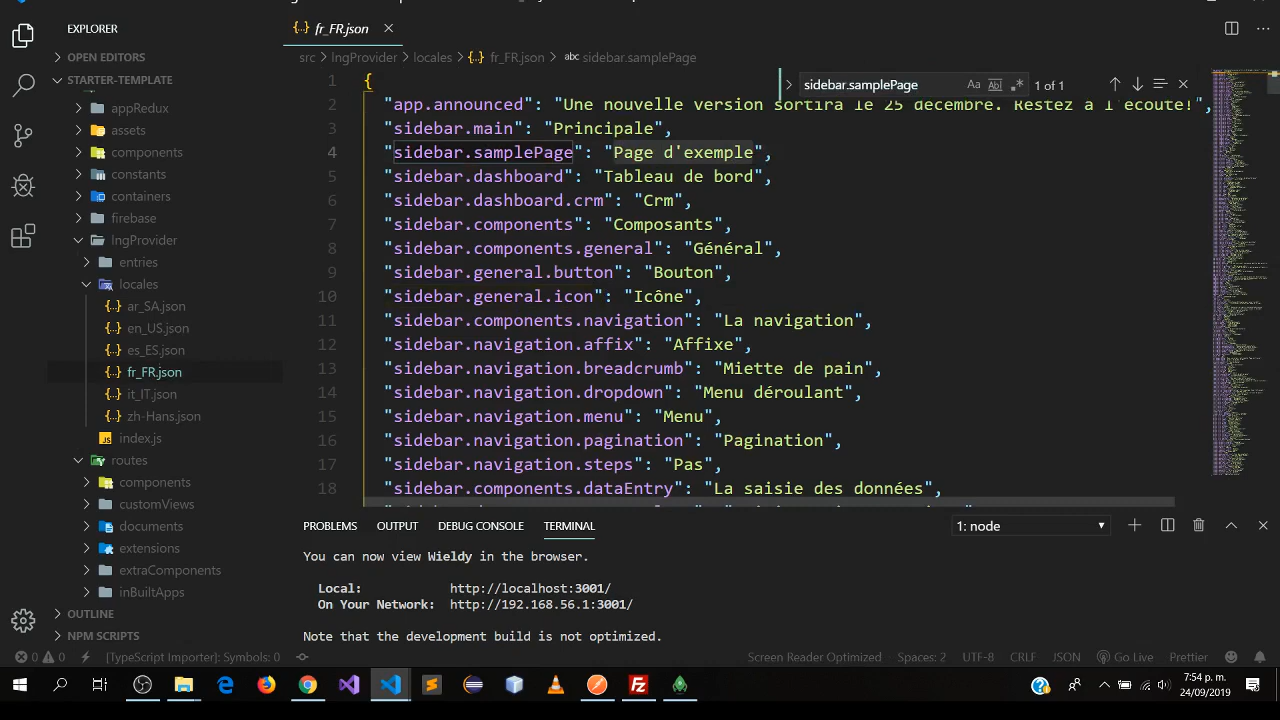 EXPLORER
OPEN EDITORS
STARTER-TEMPLATE
appRedux
assets
components
constants
containers
firebase
lngProvider
entries
locales
ar_SA.json
en_US.json
es_ES.json
fr_FR.json
it_IT.json
zh-Hans.json
index.js
routes
components
customViews
documents
extensions
extraComponents
inBuiltApps
OUTLINE
NPM SCRIPTS
{..} fr_FR.json
src > lngProvider > locales > {..} fr_FR.json > abc sidebar.samplePage
sidebar.samplePage Aa Abl .* 1 of 1
1 {
2 "app.announced": "Une nouvelle version sortira le 25 décembre. Restez à l'écoute!",
3 "sidebar.main": "Principale",
4 "sidebar.samplePage": "Page d'exemple",
5 "sidebar.dashboard": "Tableau de bord",
6 "sidebar.dashboard.crm": "Crm",
7 "sidebar.components": "Composants",
8 "sidebar.components.general": "Général",
9 "sidebar.general.button": "Bouton",
10 "sidebar.general.icon": "Icône",
11 "sidebar.components.navigation": "La navigation",
12 "sidebar.navigation.affix": "Affixe",
13 "sidebar.navigation.breadcrumb": "Miette de pain",
14 "sidebar.navigation.dropdown": "Menu déroulant",
15 "sidebar.navigation.menu": "Menu",
16 "sidebar.navigation.pagination": "Pagination",
17 "sidebar.navigation.steps": "Pas",
18 "sidebar.components.dataEntry": "La saisie des données",
PROBLEMS OUTPUT DEBUG CONSOLE TERMINAL 1: node
You can now view Wieldy in the browser.
Local: http://localhost:3001/
On Your Network: http://192.168.56.1:3001/
Note that the development build is not optimized.
0 0 [TypeScript Importer]: Symbols: 0 Screen Reader Optimized Spaces: 2 UTF-8 CRLF JSON Go Live Prettier
7:54 p. m.
24/09/2019